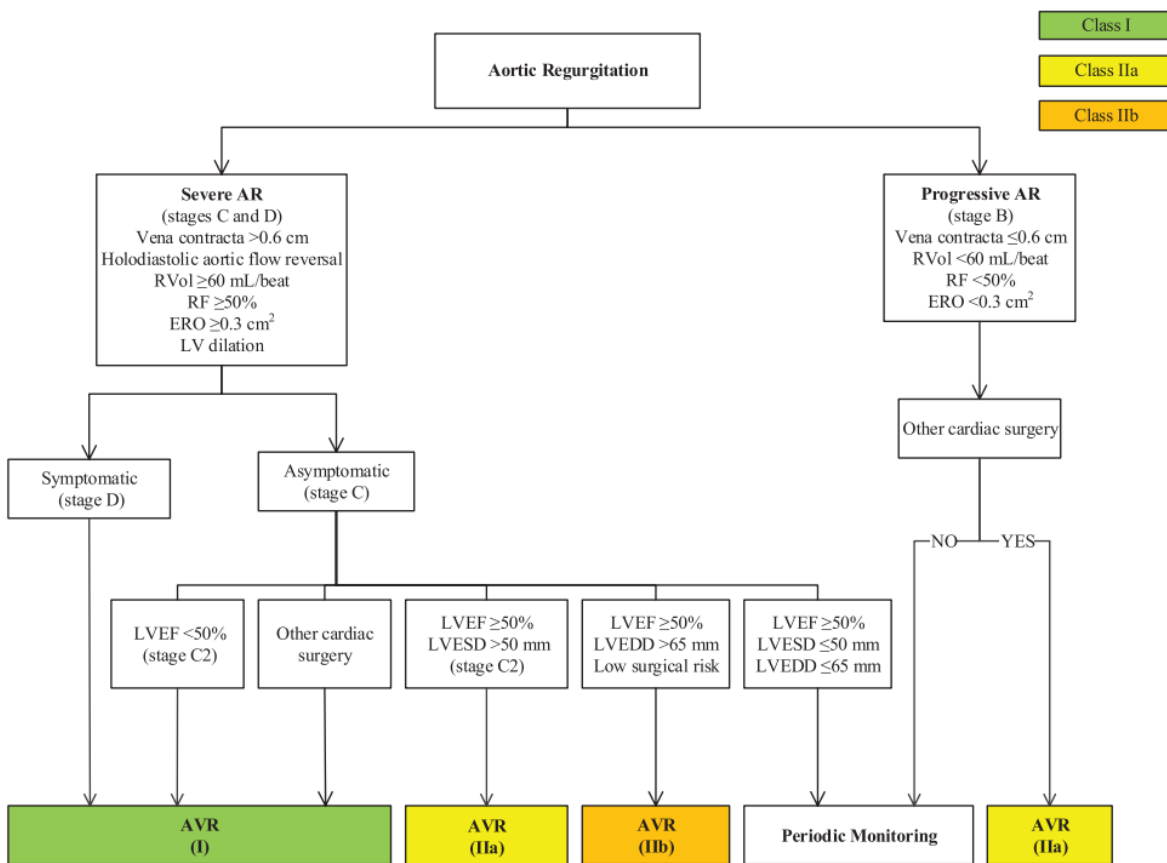 Class I
Class IIa
Class IIb
Aortic Regurgitation
Severe AR
(stages C and D)
Vena contracta >0.6 cm
Holodiastolic aortic flow reversal
RVol ≥60 mL/beat
RF ≥50%
ERO ≥0.3 cm²
LV dilation
Progressive AR
(stage B)
Vena contracta ≤0.6 cm
RVol <60 mL/beat
RF <50%
ERO <0.3 cm²
Symptomatic
(stage D)
Asymptomatic
(stage C)
Other cardiac surgery
NO
YES
LVEF <50%
(stage C2)
Other cardiac
surgery
LVEF ≥50%
LVESD >50 mm
(stage C2)
LVEF ≥50%
LVEDD >65 mm
Low surgical risk
LVEF ≥50%
LVESD ≤50 mm
LVEDD ≤65 mm
AVR
(I)
AVR
(IIa)
AVR
(IIb)
Periodic Monitoring
AVR
(IIa)